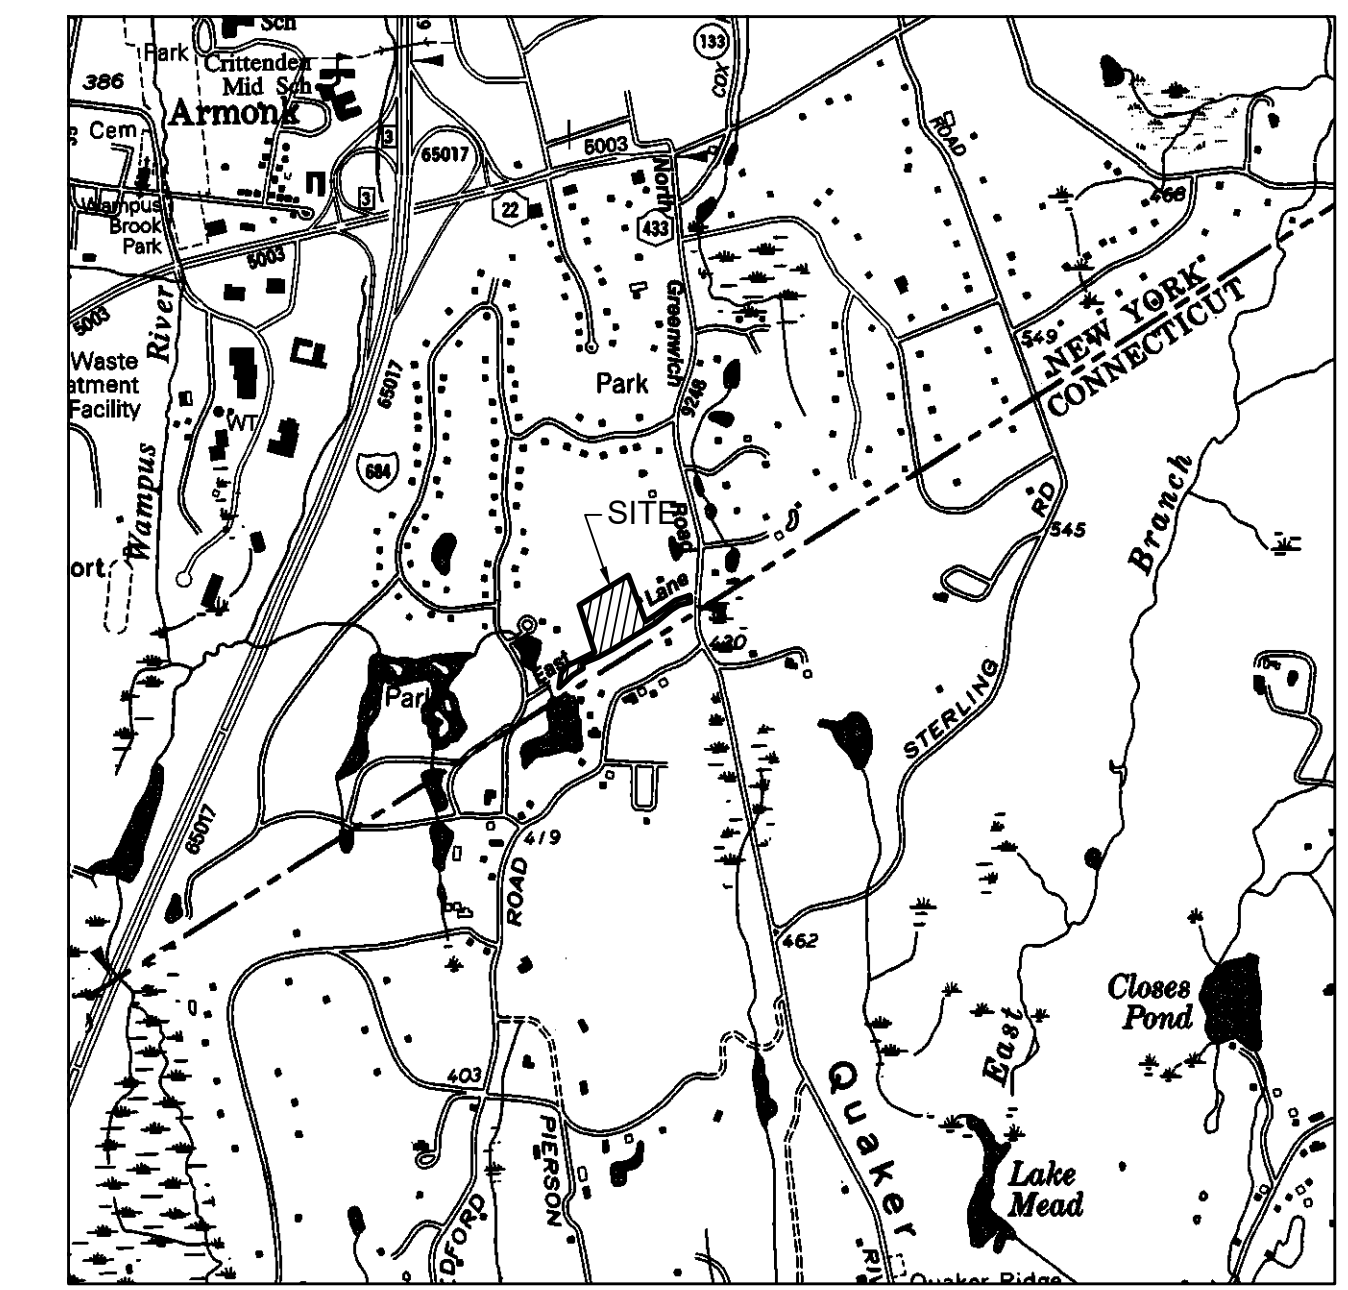 Sch
Park
Crittenden
Mid Sch
386
Armonk
Cem
133
COX
ROAD
3
65017
5003
3
22
North
433
468
Wampus
Brook
Park
5003
5003
River
Greenwich
549
NEW YORK
CONNECTICUT
Waste
atment
Facility
65017
Park
9248
WT
684
Wampus
SITE
Road
RD
545
Branch
ort
Lane
East
430
Park
STERLING
65017
419
ROAD
462
Closes
Pond
East
403
Quaker
PIERSON
Lake
Mead
DFORD
RIV
Quaker Ridge